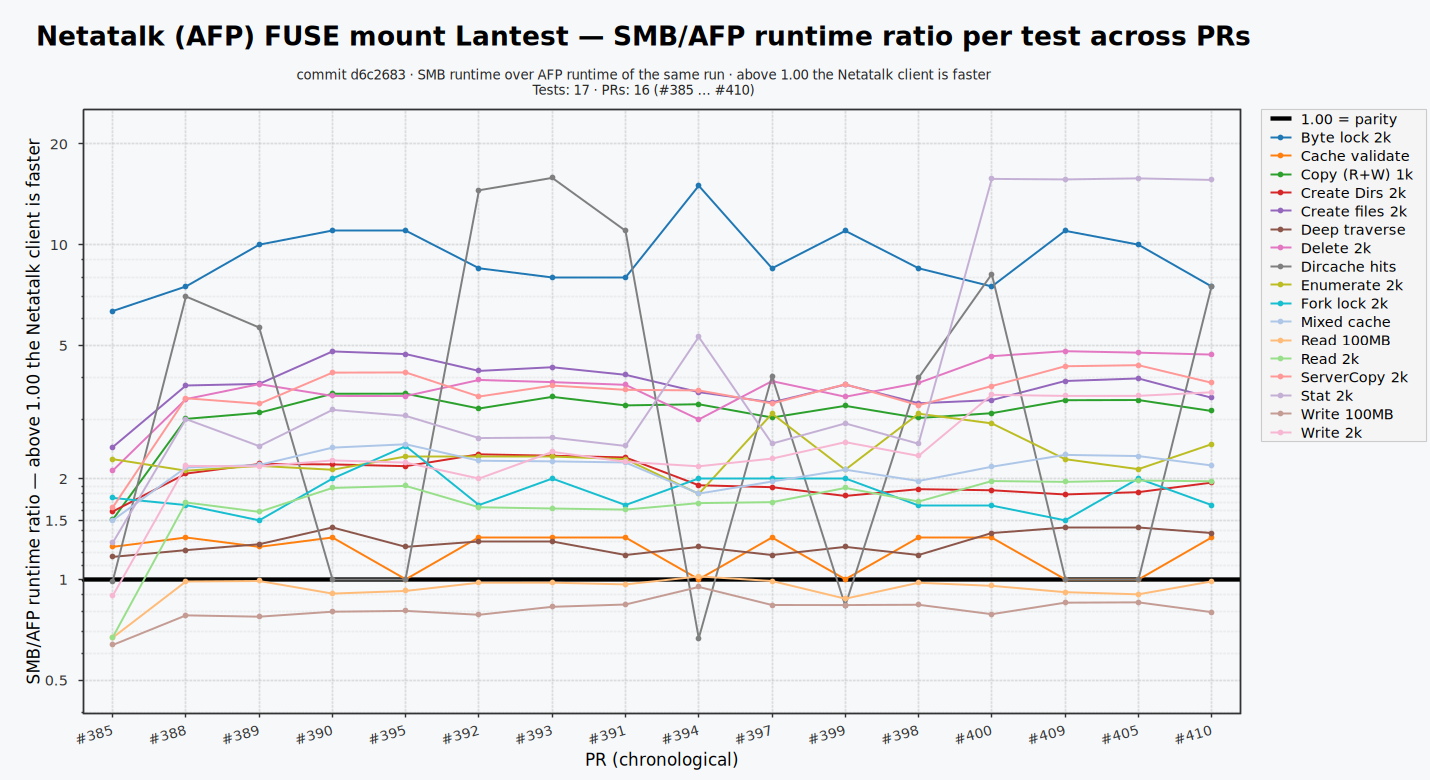 Netatalk (AFP) FUSE mount Lantest — SMB/AFP runtime ratio per test across PRs
commit d6c2683 · SMB runtime over AFP runtime of the same run · above 1.00 the Netatalk client is faster
Tests: 17 · PRs: 16 (#385 ... #410)
SMB/AFP runtime ratio — above 1.00 the Netatalk client is faster
20
10
5
2
1.5
1
0.5
#385
#388
#389
#390
#395
#392
#393
#391
#394
#397
#399
#398
#400
#409
#405
#410
PR (chronological)
1.00 = parity
Byte lock 2k
Cache validate
Copy (R+W) 1k
Create Dirs 2k
Create files 2k
Deep traverse
Delete 2k
Dircache hits
Enumerate 2k
Fork lock 2k
Mixed cache
Read 100MB
Read 2k
ServerCopy 2k
Stat 2k
Write 100MB
Write 2k